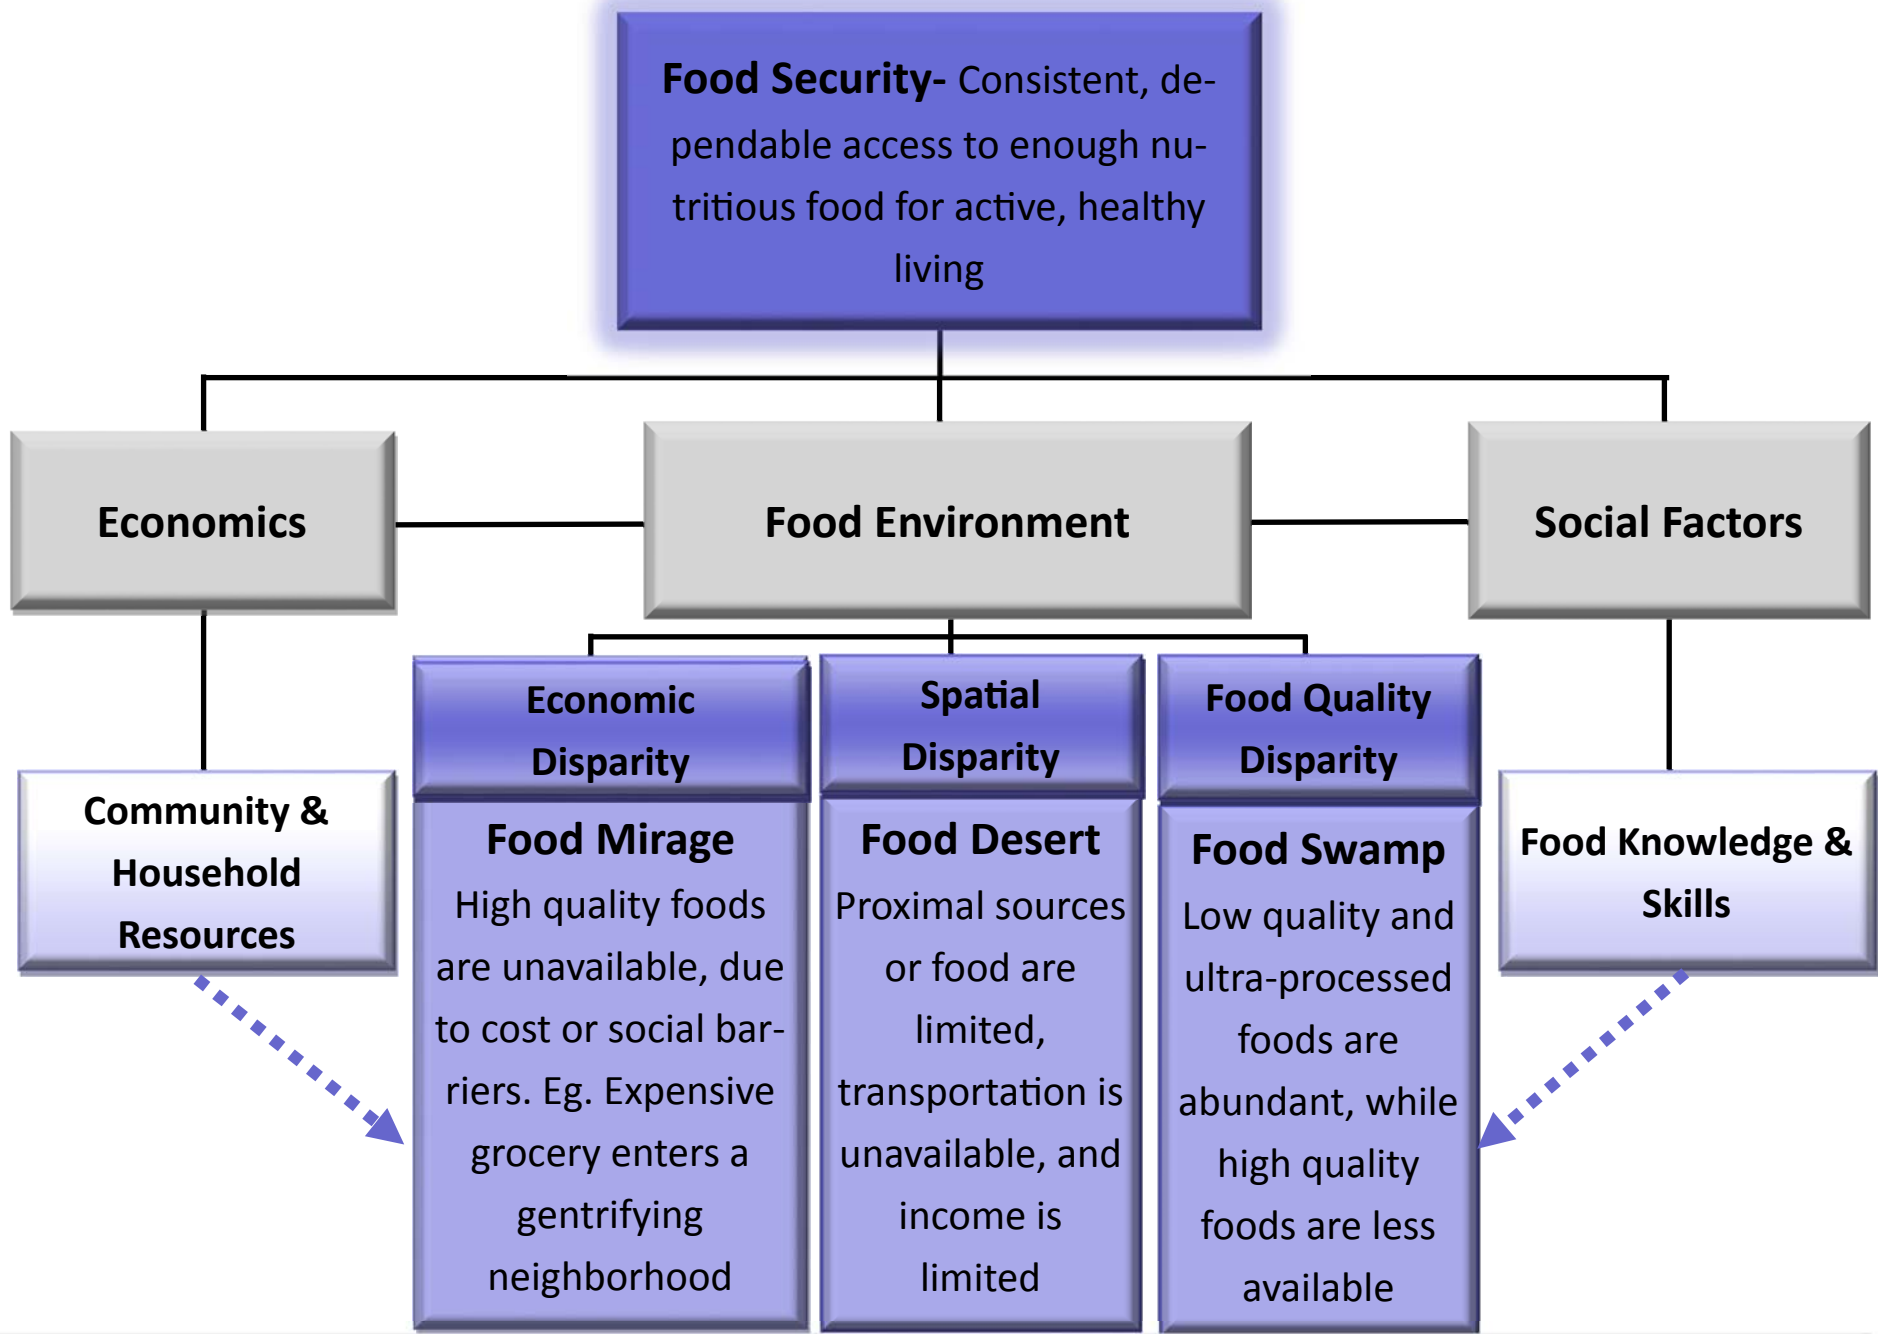 Food Security- Consistent, de-
pendable access to enough nu-
tritious food for active, healthy
living
Economics
Food Environment
Social Factors
Community &
Household
Resources
Economic
Disparity
Food Mirage
High quality foods
are unavailable, due
to cost or social bar-
riers. Eg. Expensive
grocery enters a
gentrifying
neighborhood
Spatial
Disparity
Food Desert
Proximal sources
or food are
limited,
transportation is
unavailable, and
income is
limited
Food Quality
Disparity
Food Swamp
Low quality and
ultra-processed
foods are
abundant, while
high quality
foods are less
available
Food Knowledge &
Skills